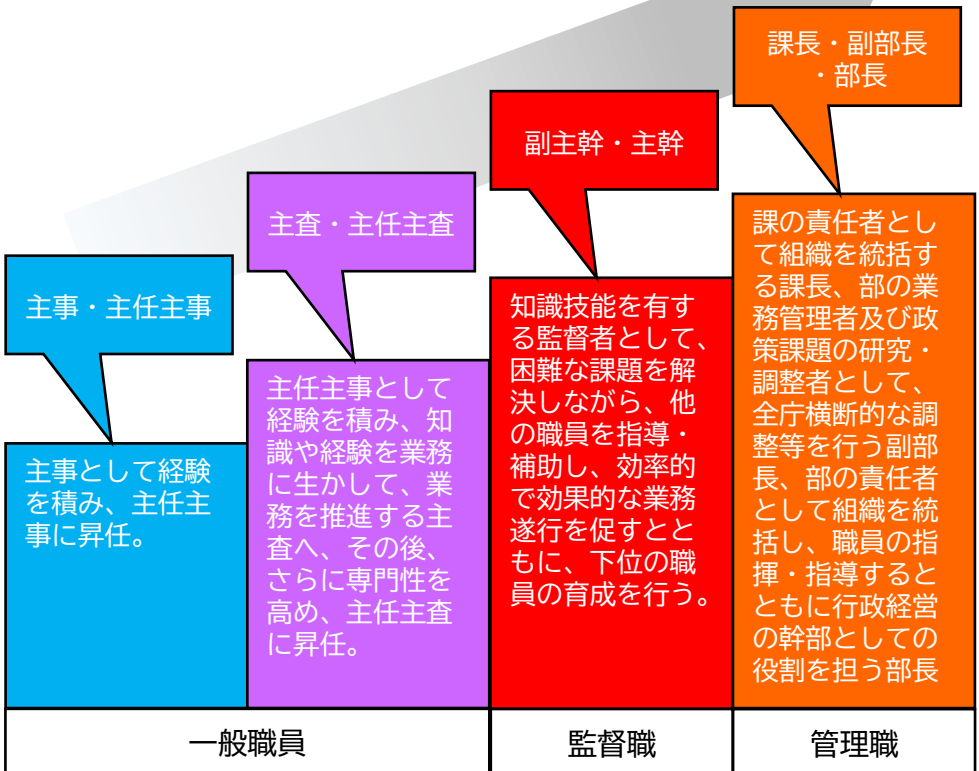 主事・主任主事
主事として経験
を積み、主任主
事に昇任。
主査・主任主査
主任主事として
経験を積み、知
識や経験を業務
に生かして、業
務を推進する主
査へ、その後、
さらに専門性を
高め、主任主査
に昇任。
副主幹・主幹
知識技能を有す
る監督者として、
困難な課題を解
決しながら、他
の職員を指導・
補助し、効率的
で効果的な業務
遂行を促すとと
もに、下位の職
員の育成を行う。
課長・副部長
・部長
課の責任者とし
て組織を統括す
る課長、部の業
務管理者及び政
策課題の研究・
調整者として、
全庁横断的な調
整等を行う副部
長、部の責任者
として組織を統
括し、職員の指
揮・指導すると
ともに行政経営
の幹部としての
役割を担う部長
一般職員
監督職
管理職